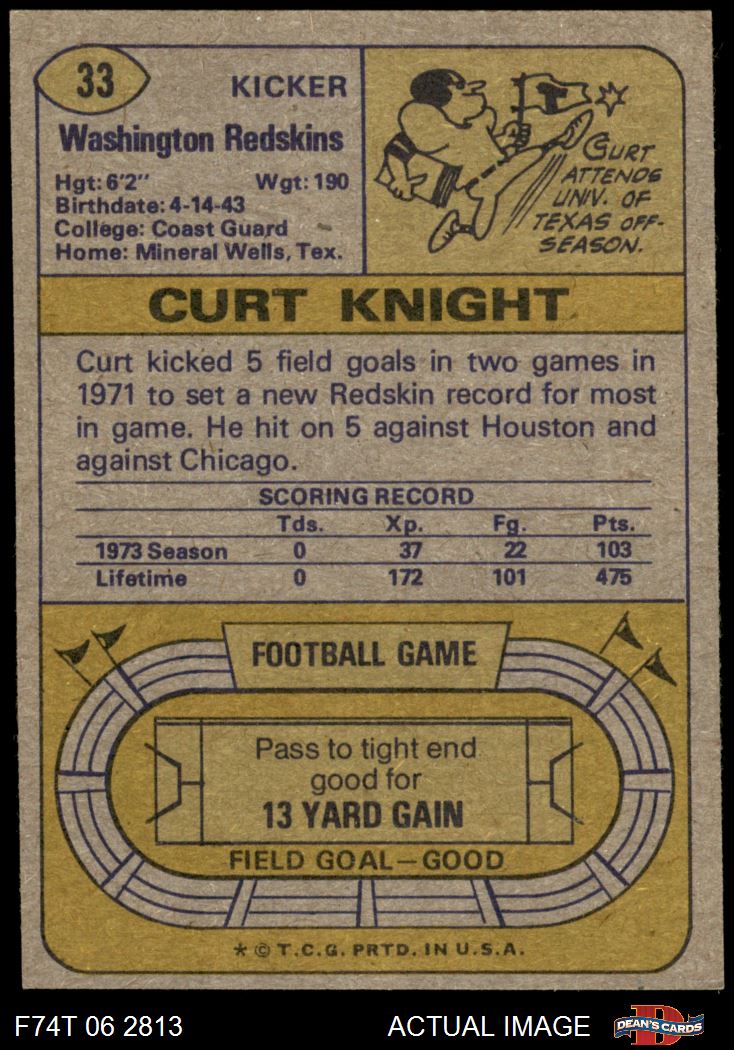 33
KICKER
Washington Redskins
Hgt: 6'2" Wgt: 190
Birthdate: 4-14-43
College: Coast Guard
Home: Mineral Wells, Tex.
CURT
ATTENDS
UNIV. OF
TEXAS OFF-
SEASON.
CURT KNIGHT
Curt kicked 5 field goals in two games in
1971 to set a new Redskin record for most
in game. He hit on 5 against Houston and
against Chicago.
SCORING RECORD
Tds. Xp. Fg. Pts.
1973 Season 0 37 22 103
Lifetime 0 172 101 475
FOOTBALL GAME
Pass to tight end
good for
13 YARD GAIN
FIELD GOAL—GOOD
* © T.C.G. PRTD. IN U.S.A.
F74T 06 2813 ACTUAL IMAGE D DEAN'S CARDS